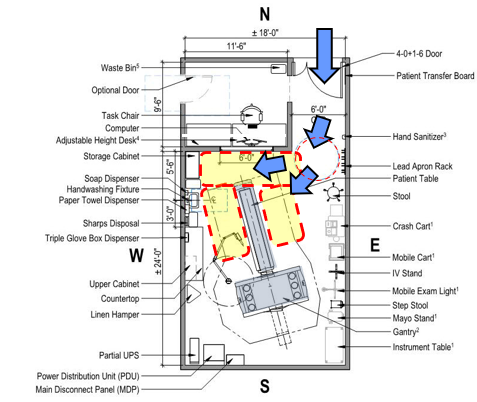 N
± 18'-0"
11'-6"
4-0+1-6 Door
Waste Bin⁵
Patient Transfer Board
Optional Door
9'-6"
6'-0"
Task Chair
Computer
Hand Sanitizer³
Adjustable Height Desk⁴
Storage Cabinet
6'-0"
Lead Apron Rack
5'-6"
Patient Table
Soap Dispenser
Handwashing Fixture
Stool
Paper Towel Dispenser
3'-0"
Sharps Disposal
Crash Cart¹
Triple Glove Box Dispenser
W
E
± 24'-0"
Mobile Cart¹
IV Stand
Upper Cabinet
Mobile Exam Light¹
Countertop
Step Stool
Linen Hamper
Mayo Stand¹
Gantry²
Partial UPS
Instrument Table¹
Power Distribution Unit (PDU)
Main Disconnect Panel (MDP)
S